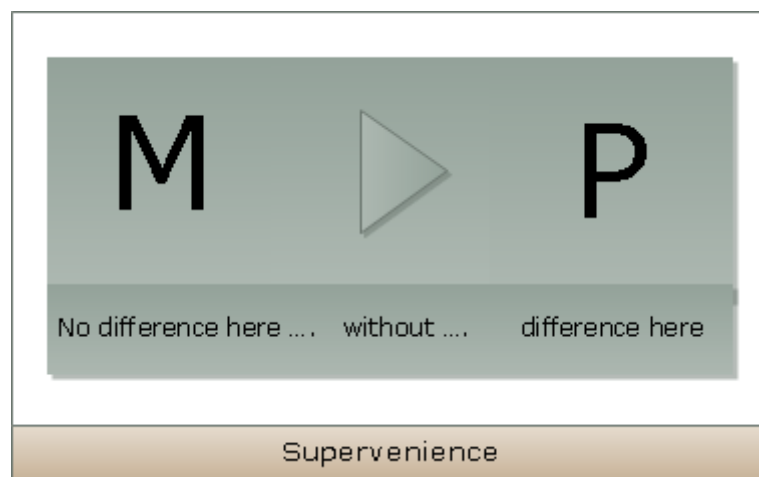 M P
No difference here .... without .... difference here
Supervenience